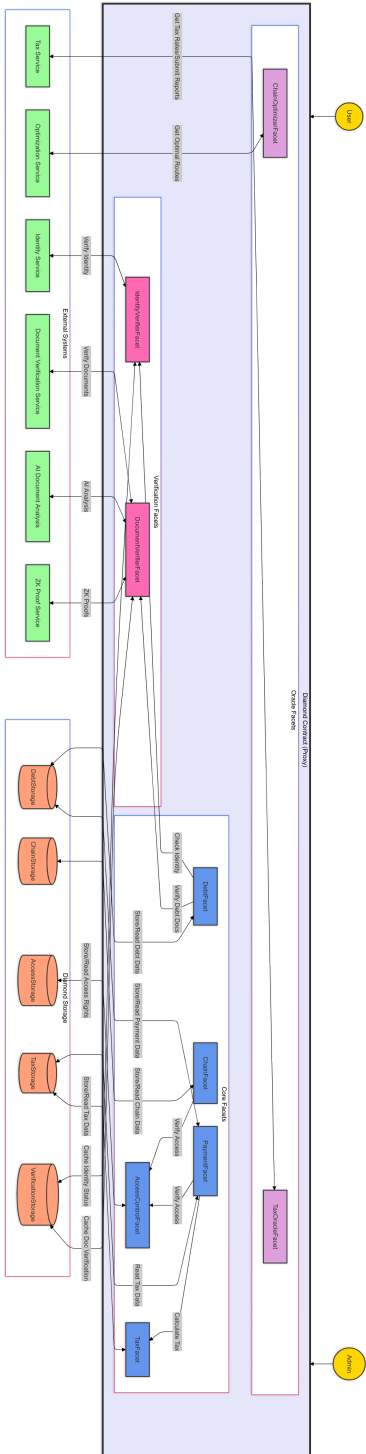 User
Admin
Diamond Contract (Proxy)
Oracle Facets
ChainOptimizerFacet
TaxOracleFacet
Get Tax Rates/Submit Reports
Get Optimal Routes
Verification Facets
IdentityVerifierFacet
DocumentVerifierFacet
Core Facets
DebtFacet
ChainFacet
PaymentFacet
AccessControlFacet
TaxFacet
Check Identity
Verify Debt Docs
Verify Access
Verify Access
Calculate Tax
Store/Read Debt Data
Store/Read Payment Data
Store/Read Chain Data
Read Tax Data
Verify Identity
Verify Documents
AI Analysis
ZK Proofs
Store/Read Access Rights
Store/Read Tax Data
Cache Identity Status
Cache Doc Verification
External Systems
Tax Service
Optimization Service
Identity Service
Document Verification Service
AI Document Analysis
ZK Proof Service
Diamond Storage
DebtStorage
ChainStorage
AccessStorage
TaxStorage
VerificationStorage